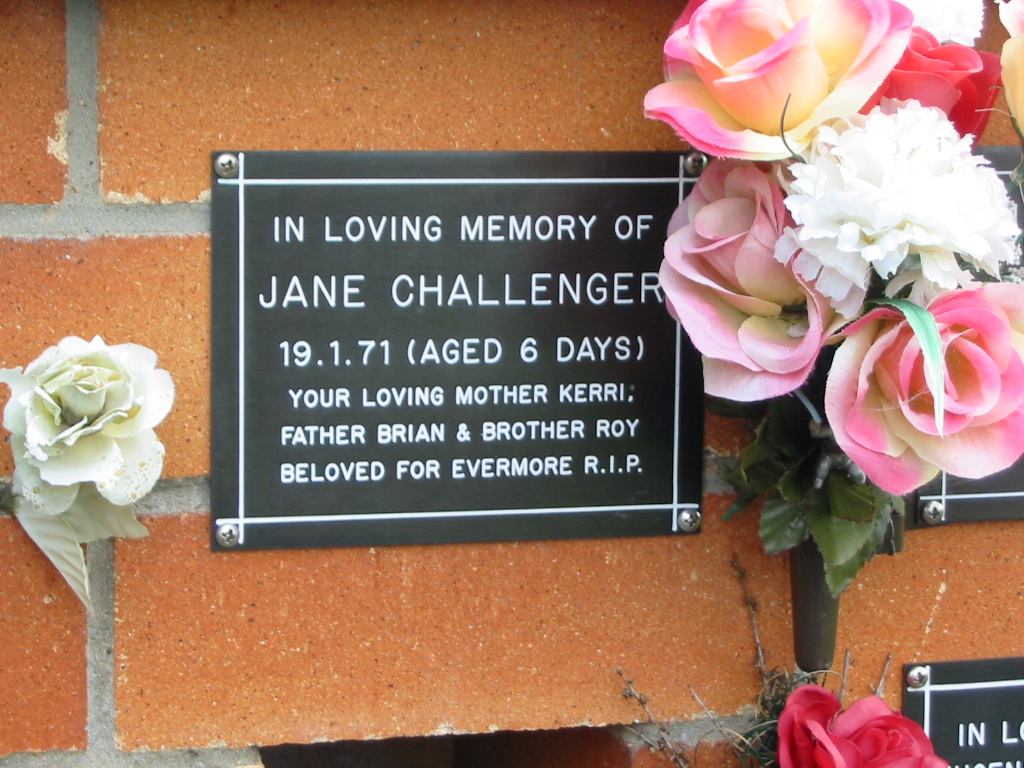 IN LOVING MEMORY OF
JANE CHALLENGER
19.1.71 (AGED 6 DAYS)
YOUR LOVING MOTHER KERRI;
FATHER BRIAN & BROTHER ROY
BELOVED FOR EVERMORE R.I.P.
IN